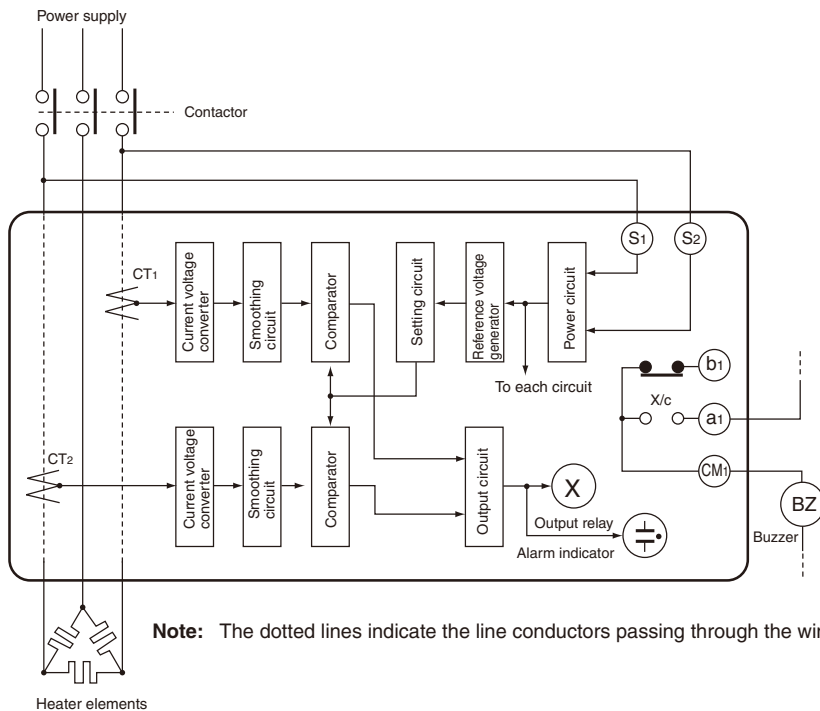 Power supply
Contactor
S1
S2
CT1
Current voltage
converter
Smoothing
circuit
Comparator
Setting circuit
Reference voltage
generator
Power circuit
To each circuit
b1
X/c
a1
CM1
BZ
Buzzer
CT2
Current voltage
converter
Smoothing
circuit
Comparator
Output circuit
X
Output relay
Alarm indicator
Note: The dotted lines indicate the line conductors passing through the
Heater elements